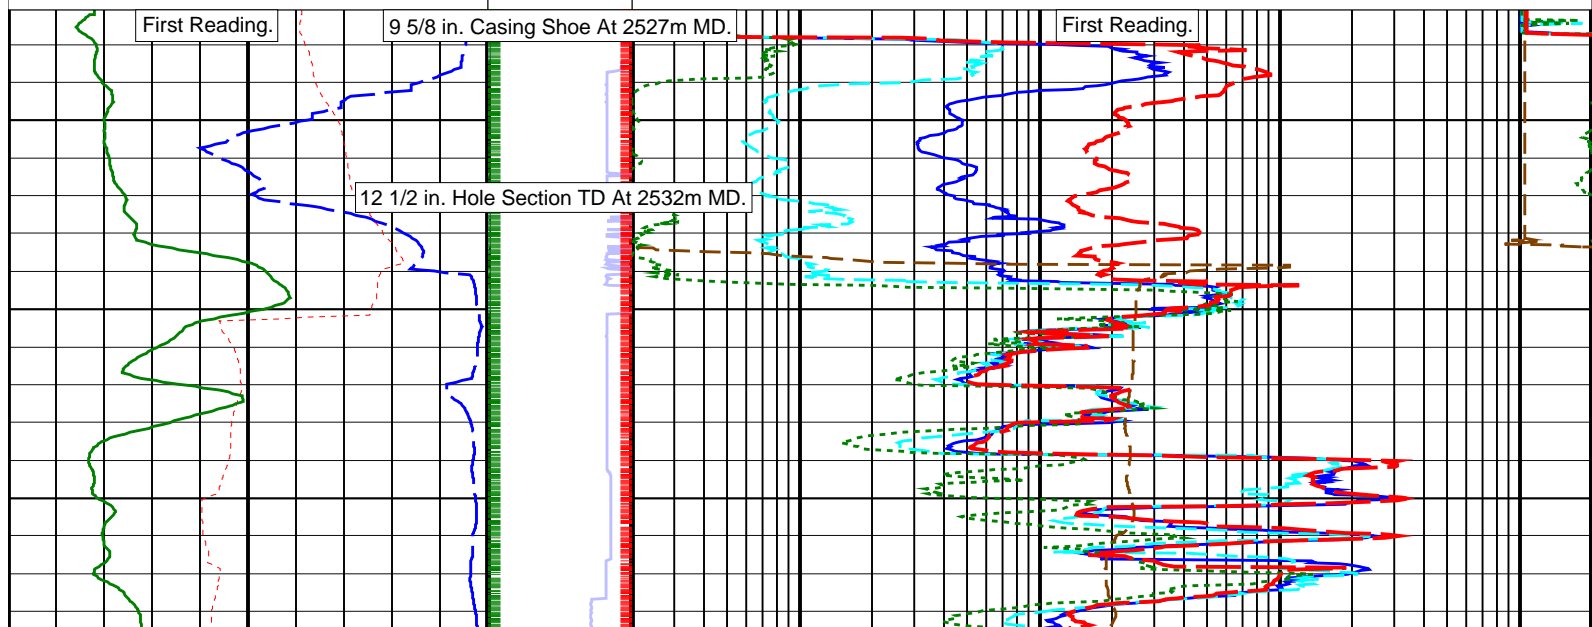 First Reading.
9 5/8 in. Casing Shoe At 2527m MD.
First Reading.
12 1/2 in. Hole Section TD At 2532m MD.